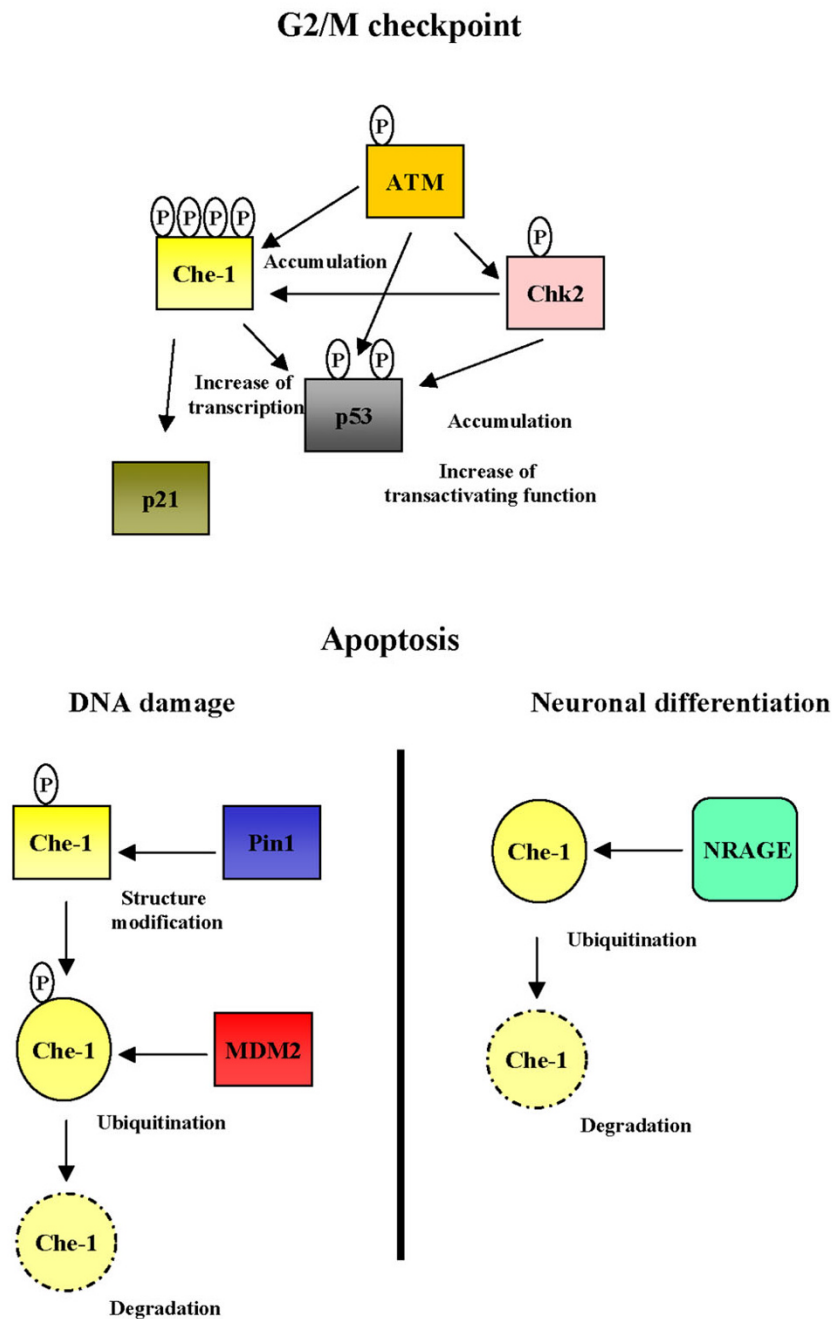 G2/M checkpoint
P
ATM
P P P P
P
Che-1
Accumulation
Chk2
P P
Increase of
transcription
p53
Accumulation
p21
Increase of
transactivating function
Apoptosis
DNA damage
Neuronal differentiation
P
Che-1
Pin1
Structure
modification
P
Che-1
MDM2
Ubiquitination
Che-1
Degradation
Che-1
NRAGE
Ubiquitination
Che-1
Degradation